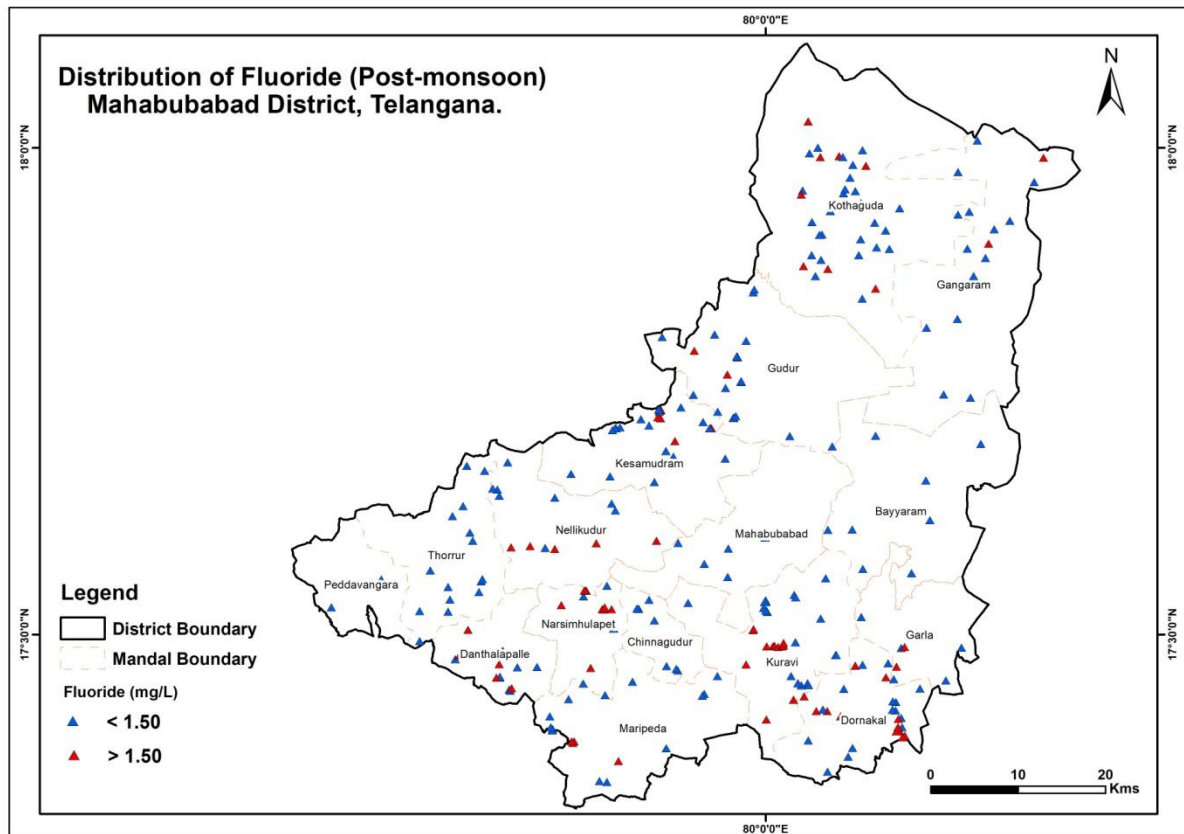 80°0'0"E
Distribution of Fluoride (Post-monsoon)
Mahabubabad District, Telangana.
N
18°0'0"N
18°0'0"N
Kothaguda
Gangaram
Gudur
Kesamudram
Bayyaram
Nellikudur
Mahabubabad
Thorrur
Peddavangara
Legend
District Boundary
Mandal Boundary
Fluoride (mg/L)
< 1.50
> 1.50
Narsimhulapet
Chinnagudur
Garla
17°30'0"N
17°30'0"N
Danthalapalle
Kuravi
Maripeda
Dornakal
0 10 20
Kms
80°0'0"E